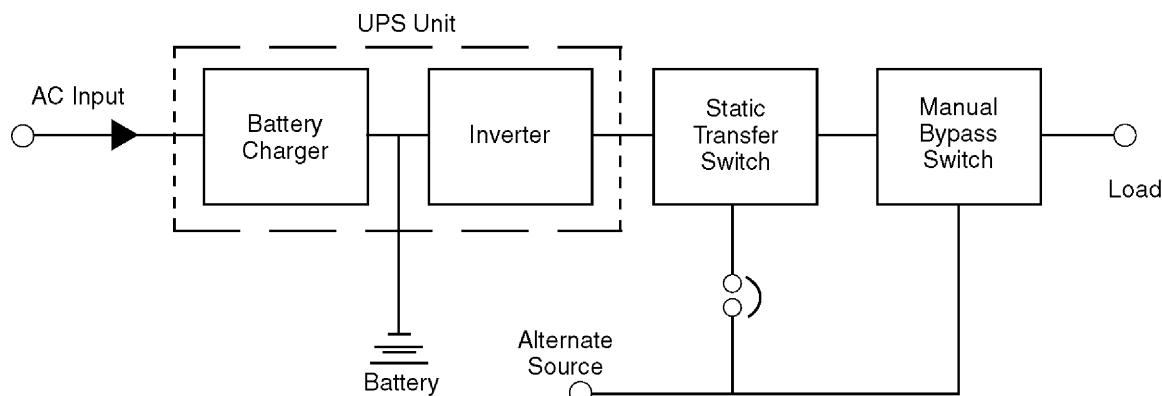 UPS Unit
AC Input
Battery
Charger
Inverter
Static
Transfer
Switch
Manual
Bypass
Switch
Load
Alternate
Source
Battery